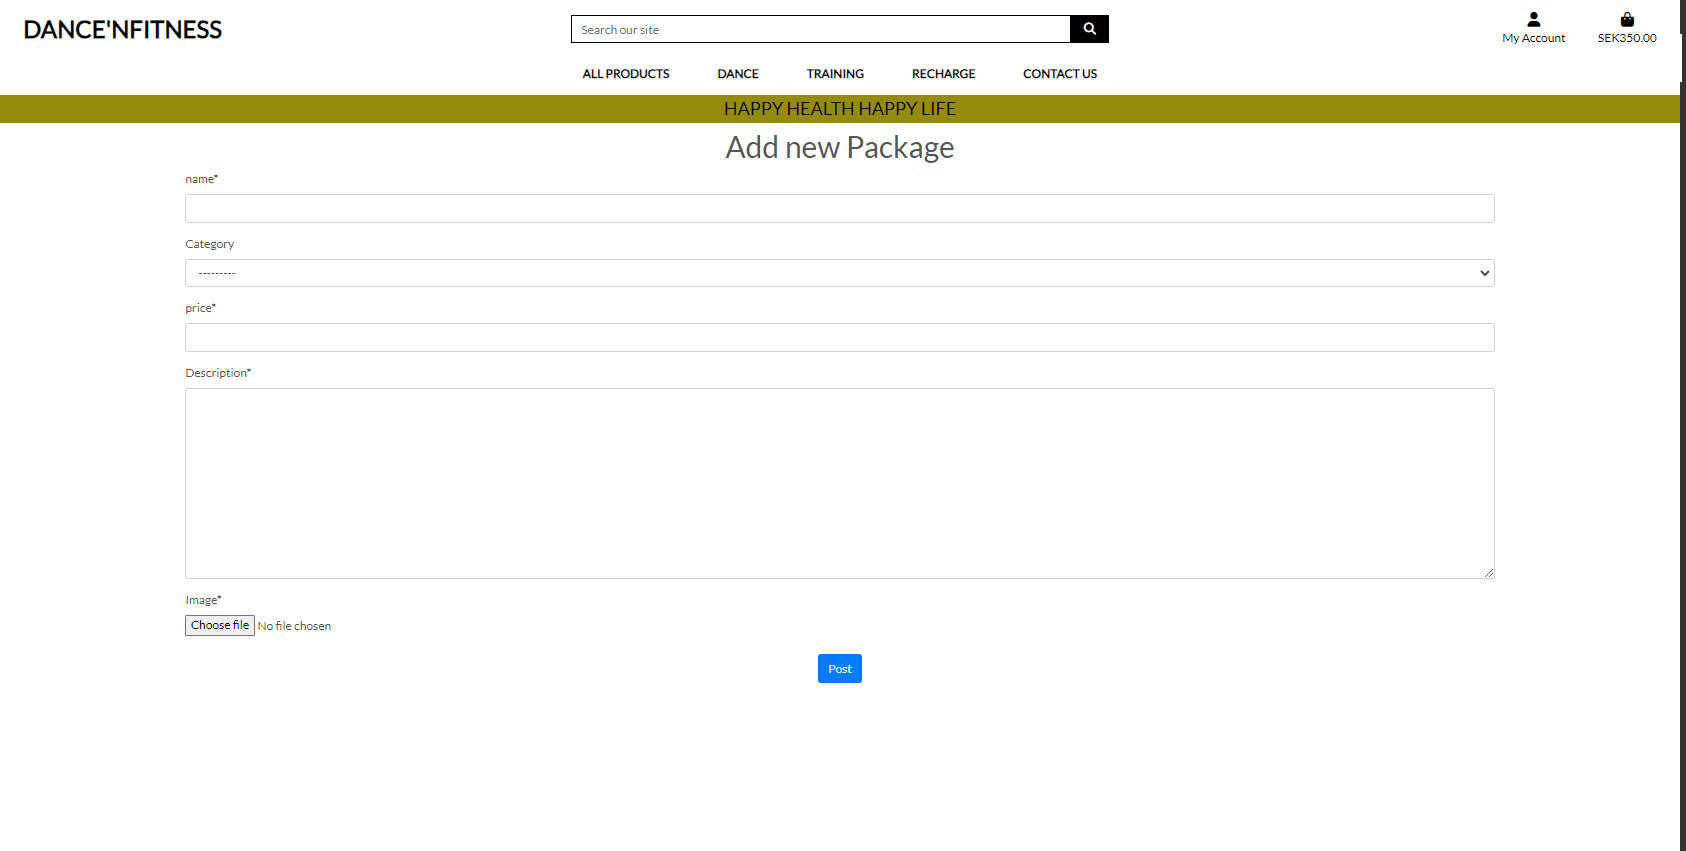 DANCE'NFITNESS
Search our site
My Account
SEK350.00
ALL PRODUCTS DANCE TRAINING RECHARGE CONTACT US
HAPPY HEALTH HAPPY LIFE
Add new Package
name*
Category
---------
price*
Description*
Image*
Choose file No file chosen
Post